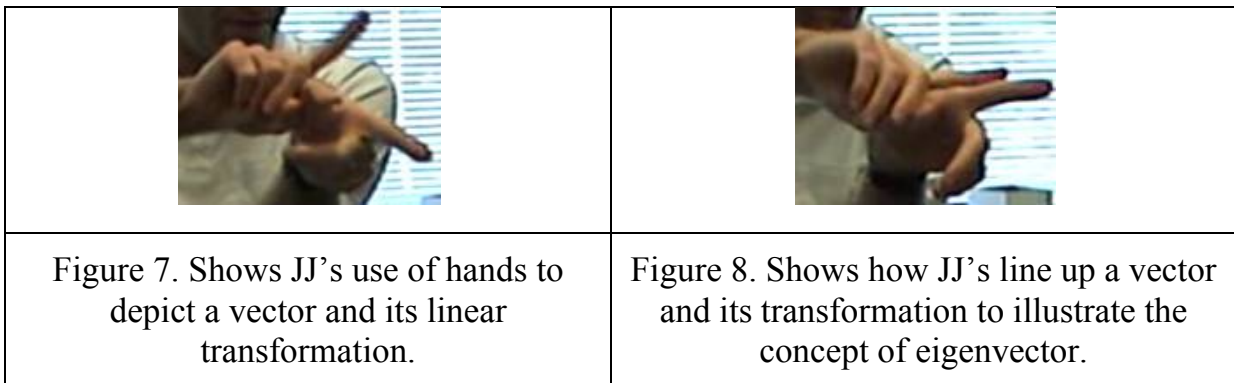 Figure 7. Shows JJ’s use of hands to
depict a vector and its linear
transformation.
Figure 8. Shows how JJ’s line up a vector
and its transformation to illustrate the
concept of eigenvector.